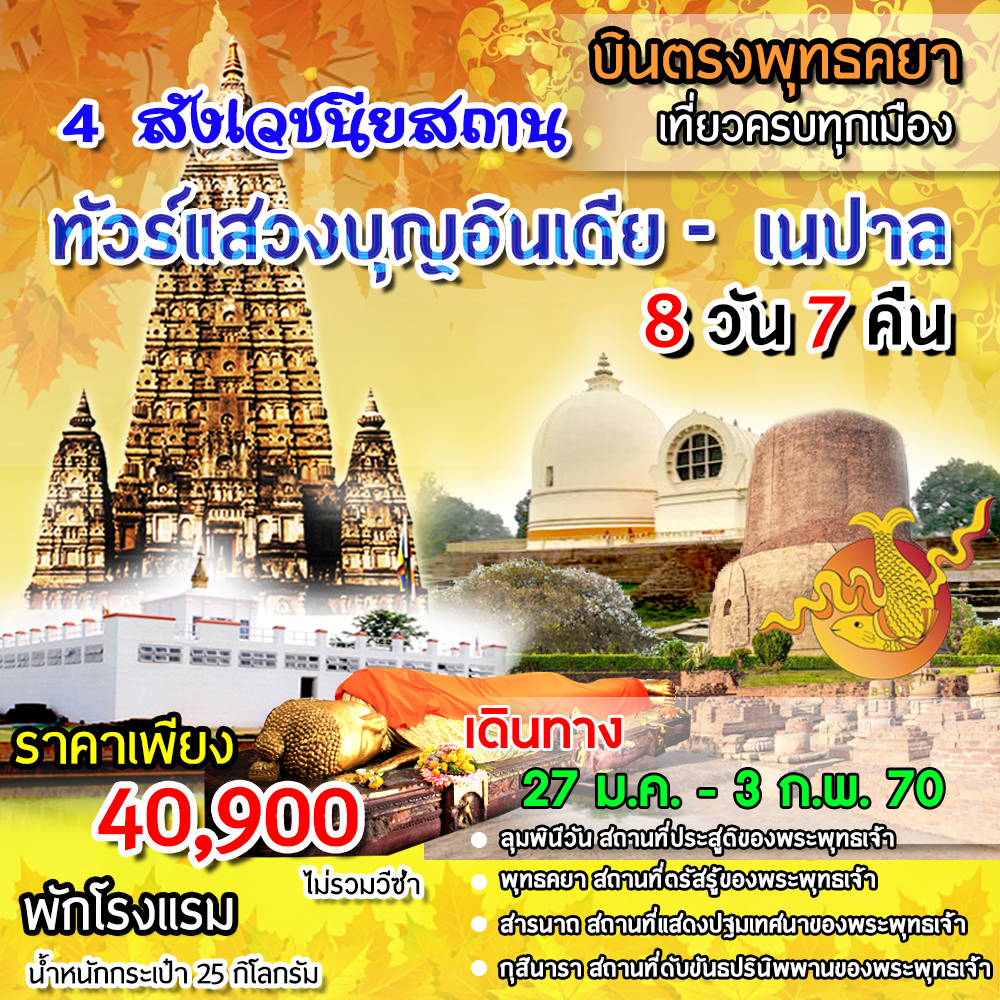 บินตรงพุทธคยา
เที่ยวครบทุกเมือง
4 สังเวชนียสถาน
ทัวร์แสวงบุญอินเดีย - เนปาล
8 วัน 7 คืน
ราคาเพียง
40,900
ไม่รวมวีซ่า
พักโรงแรม
น้ำหนักกระเป๋า 25 กิโลกรัม
เดินทาง
27 ม.ค. - 3 ก.พ. 70
• ลุมพินีวัน สถานที่ประสูติของพระพุทธเจ้า
• พุทธคยา สถานที่ตรัสรู้ของพระพุทธเจ้า
• สารนาถ สถานที่แสดงปฐมเทศนาของพระพุทธเจ้า
• กุสินารา สถานที่ดับขันธปรินิพพานของพระพุทธเจ้า